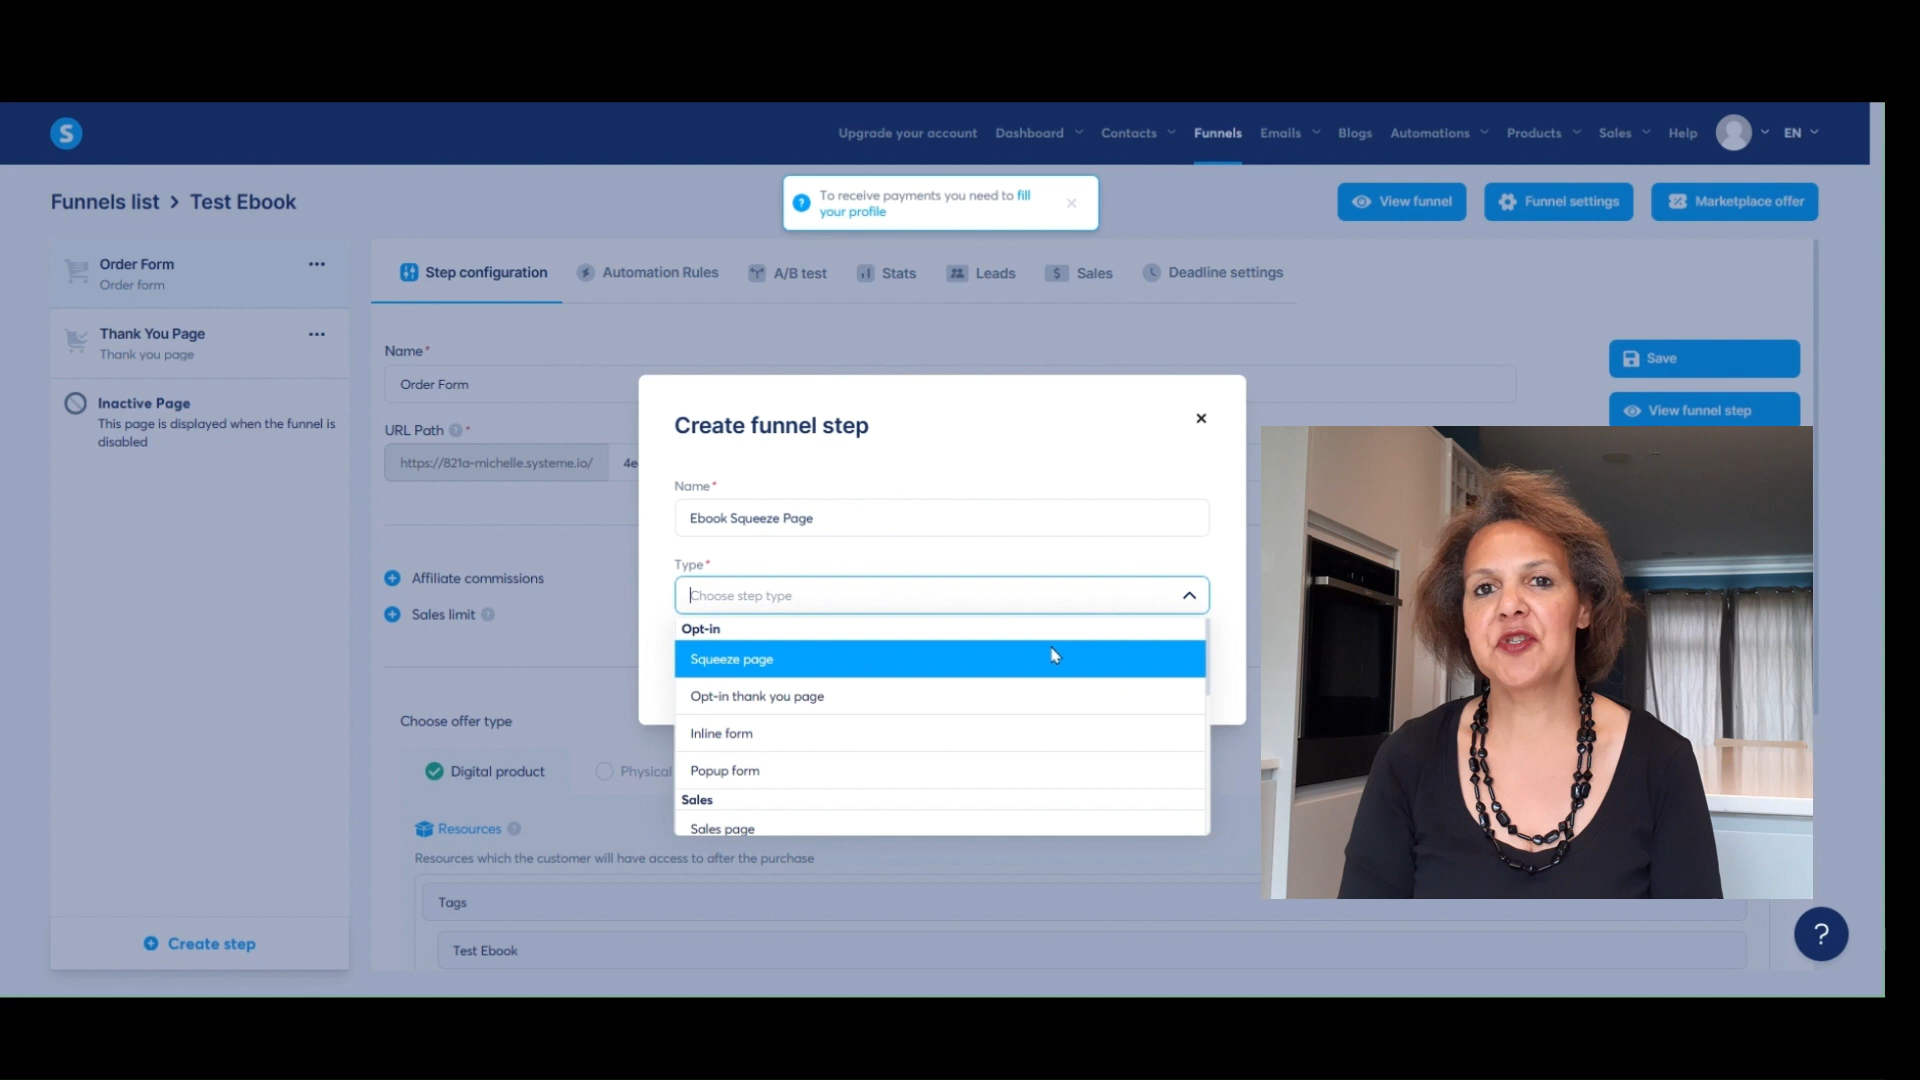 S
Upgrade your account Dashboard Contacts Funnels Emails Blogs Automations Products Sales Help EN
Funnels list > Test Ebook
? To receive payments you need to fill
your profile
View funnel
Funnel settings
Marketplace offer
Order Form
Order form
Thank You Page
Thank you page
Inactive Page
This page is displayed when the funnel is
disabled
Create step
Step configuration Automation Rules A/B test Stats Leads $ Sales Deadline settings
Name*
Order Form
URL Path ? *
https://821a-michelle.systeme.io/ 4e
Save
View funnel step
Affiliate commissions
Sales limit ?
Choose offer type
Digital product
Physical
Resources ?
Resources which the customer will have access to after the purchase
Tags
Test Ebook
Create funnel step
Name*
Ebook Squeeze Page
Type*
Choose step type
Opt-in
Squeeze page
Opt-in thank you page
Inline form
Popup form
Sales
Sales page
?